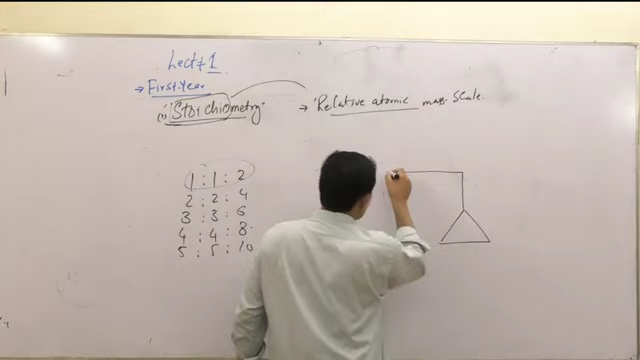 Lect # 1
→ First Year
(1) Stoichiometry
→ "Relative atomic mass scale.
1 : 1 : 2
2 : 2 : 4
3 : 3 : 6
4 : 4 : 8
5 : 5 : 10